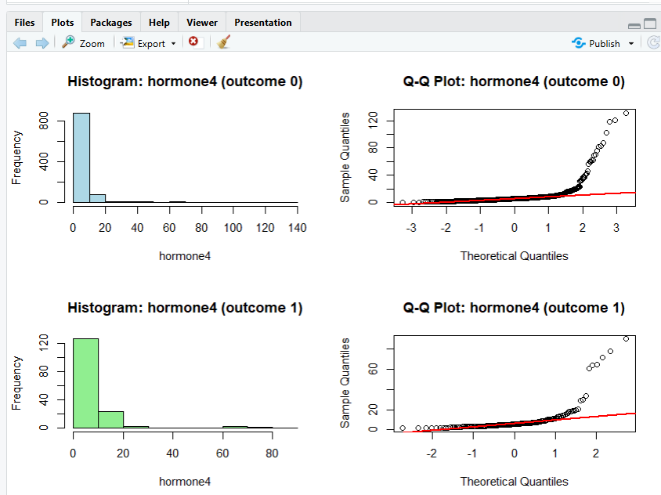 Files Plots Packages Help Viewer Presentation
Zoom Export Publish
Histogram: hormone4 (outcome 0)
Frequency
0 400 800
0 20 40 60 80 100 120 140
hormone4
Q-Q Plot: hormone4 (outcome 0)
Sample Quantiles
0 40 80 120
-3 -2 -1 0 1 2 3
Theoretical Quantiles
Histogram: hormone4 (outcome 1)
Frequency
0 40 80 120
0 20 40 60 80
hormone4
Q-Q Plot: hormone4 (outcome 1)
Sample Quantiles
0 20 60
-2 -1 0 1 2
Theoretical Quantiles